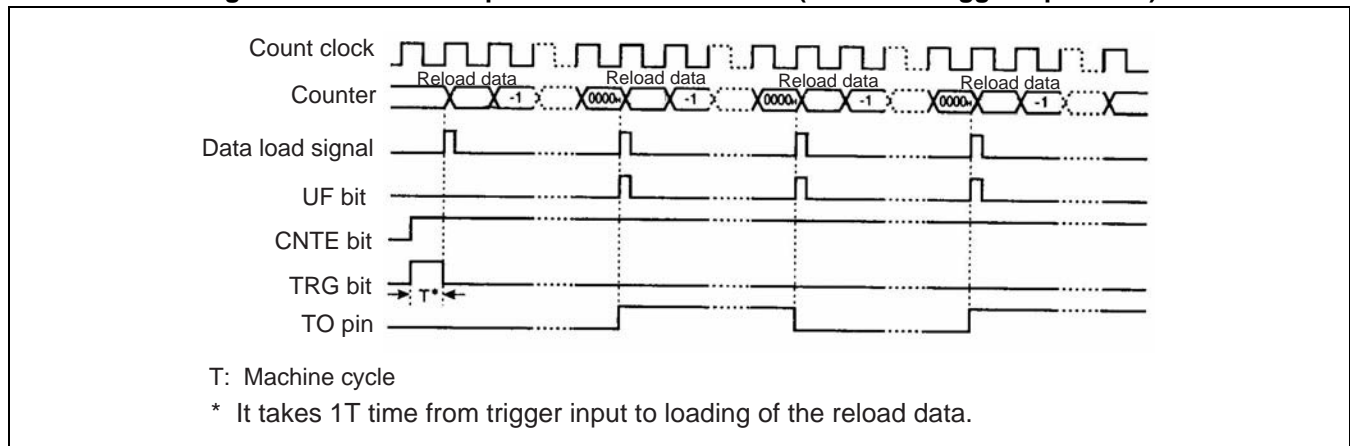 Count clock
Reload data Reload data Reload data Reload data
Counter -1 0000H -1 0000H -1 0000H -1
Data load signal
UF bit
CNTE bit
TRG bit
T*
TO pin
T: Machine cycle
* It takes 1T time from trigger input to loading of the reload data.